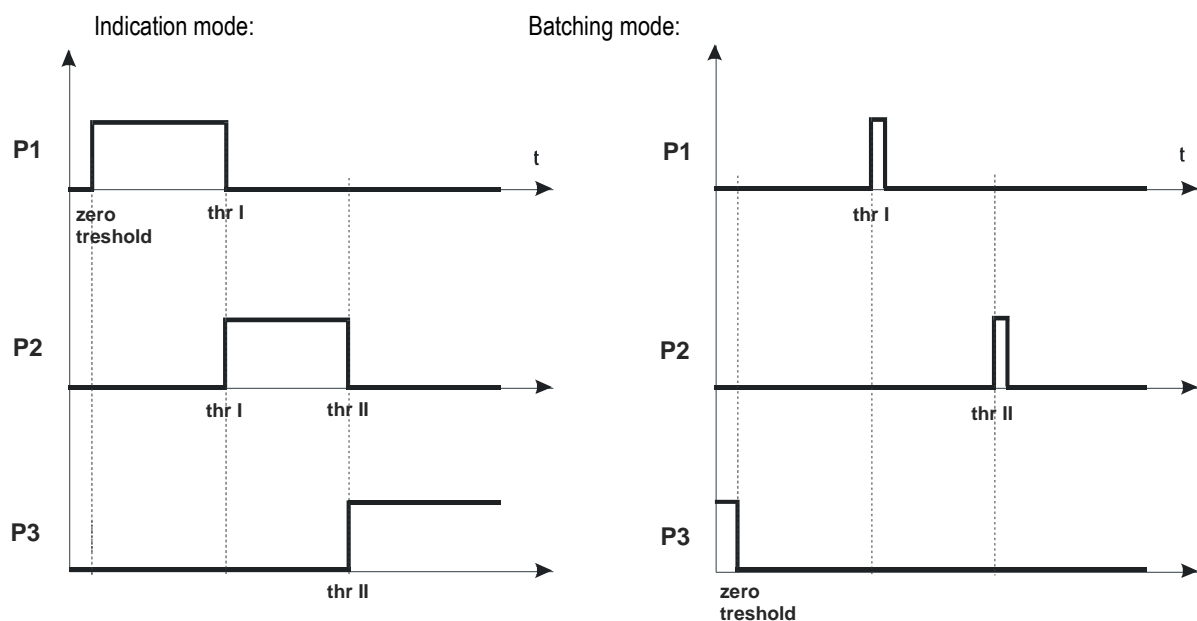 Indication mode:
P1
t
zero
treshold
thr I
P2
thr I
thr II
P3
thr II
Batching mode:
P1
t
thr I
P2
thr II
P3
zero
treshold